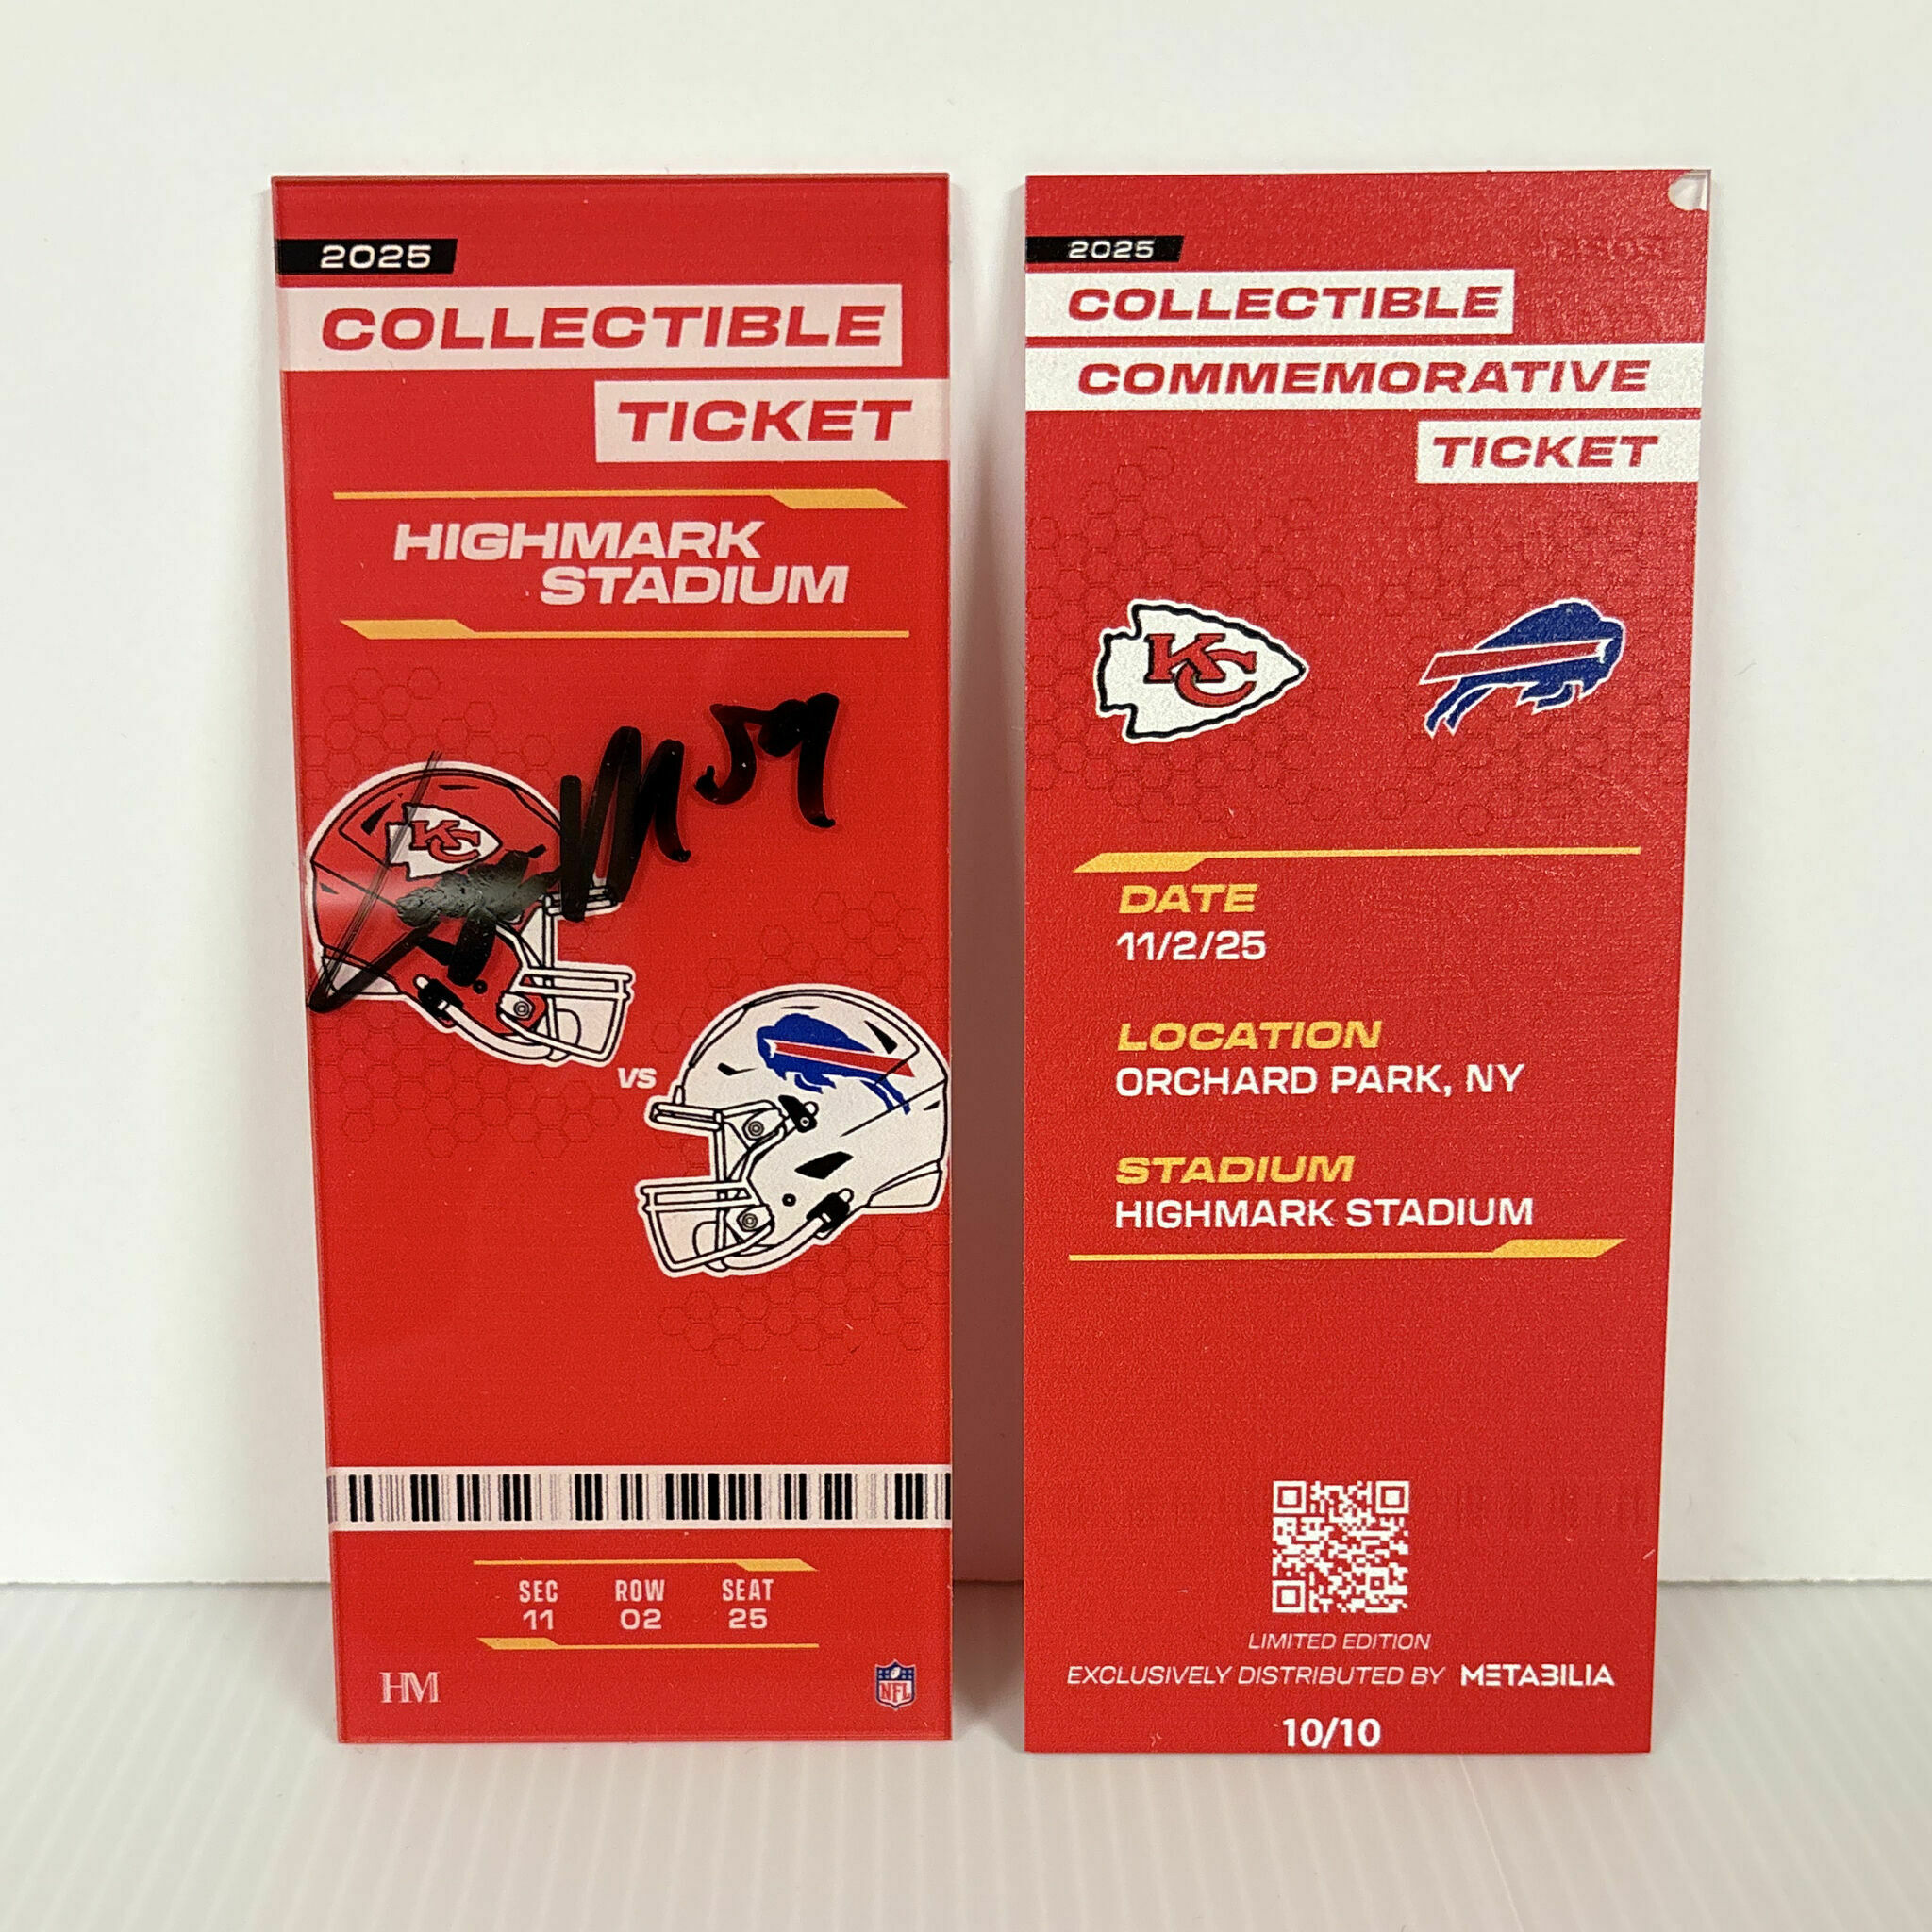 2025
COLLECTIBLE
TICKET
HIGHMARK
STADIUM
59
KC
VS
SEC ROW SEAT
11 02 25
HM
NFL
2025
COLLECTIBLE
COMMEMORATIVE
TICKET
KC
DATE
11/2/25
LOCATION
ORCHARD PARK, NY
STADIUM
HIGHMARK STADIUM
LIMITED EDITION
EXCLUSIVELY DISTRIBUTED BY METABILIA
10/10